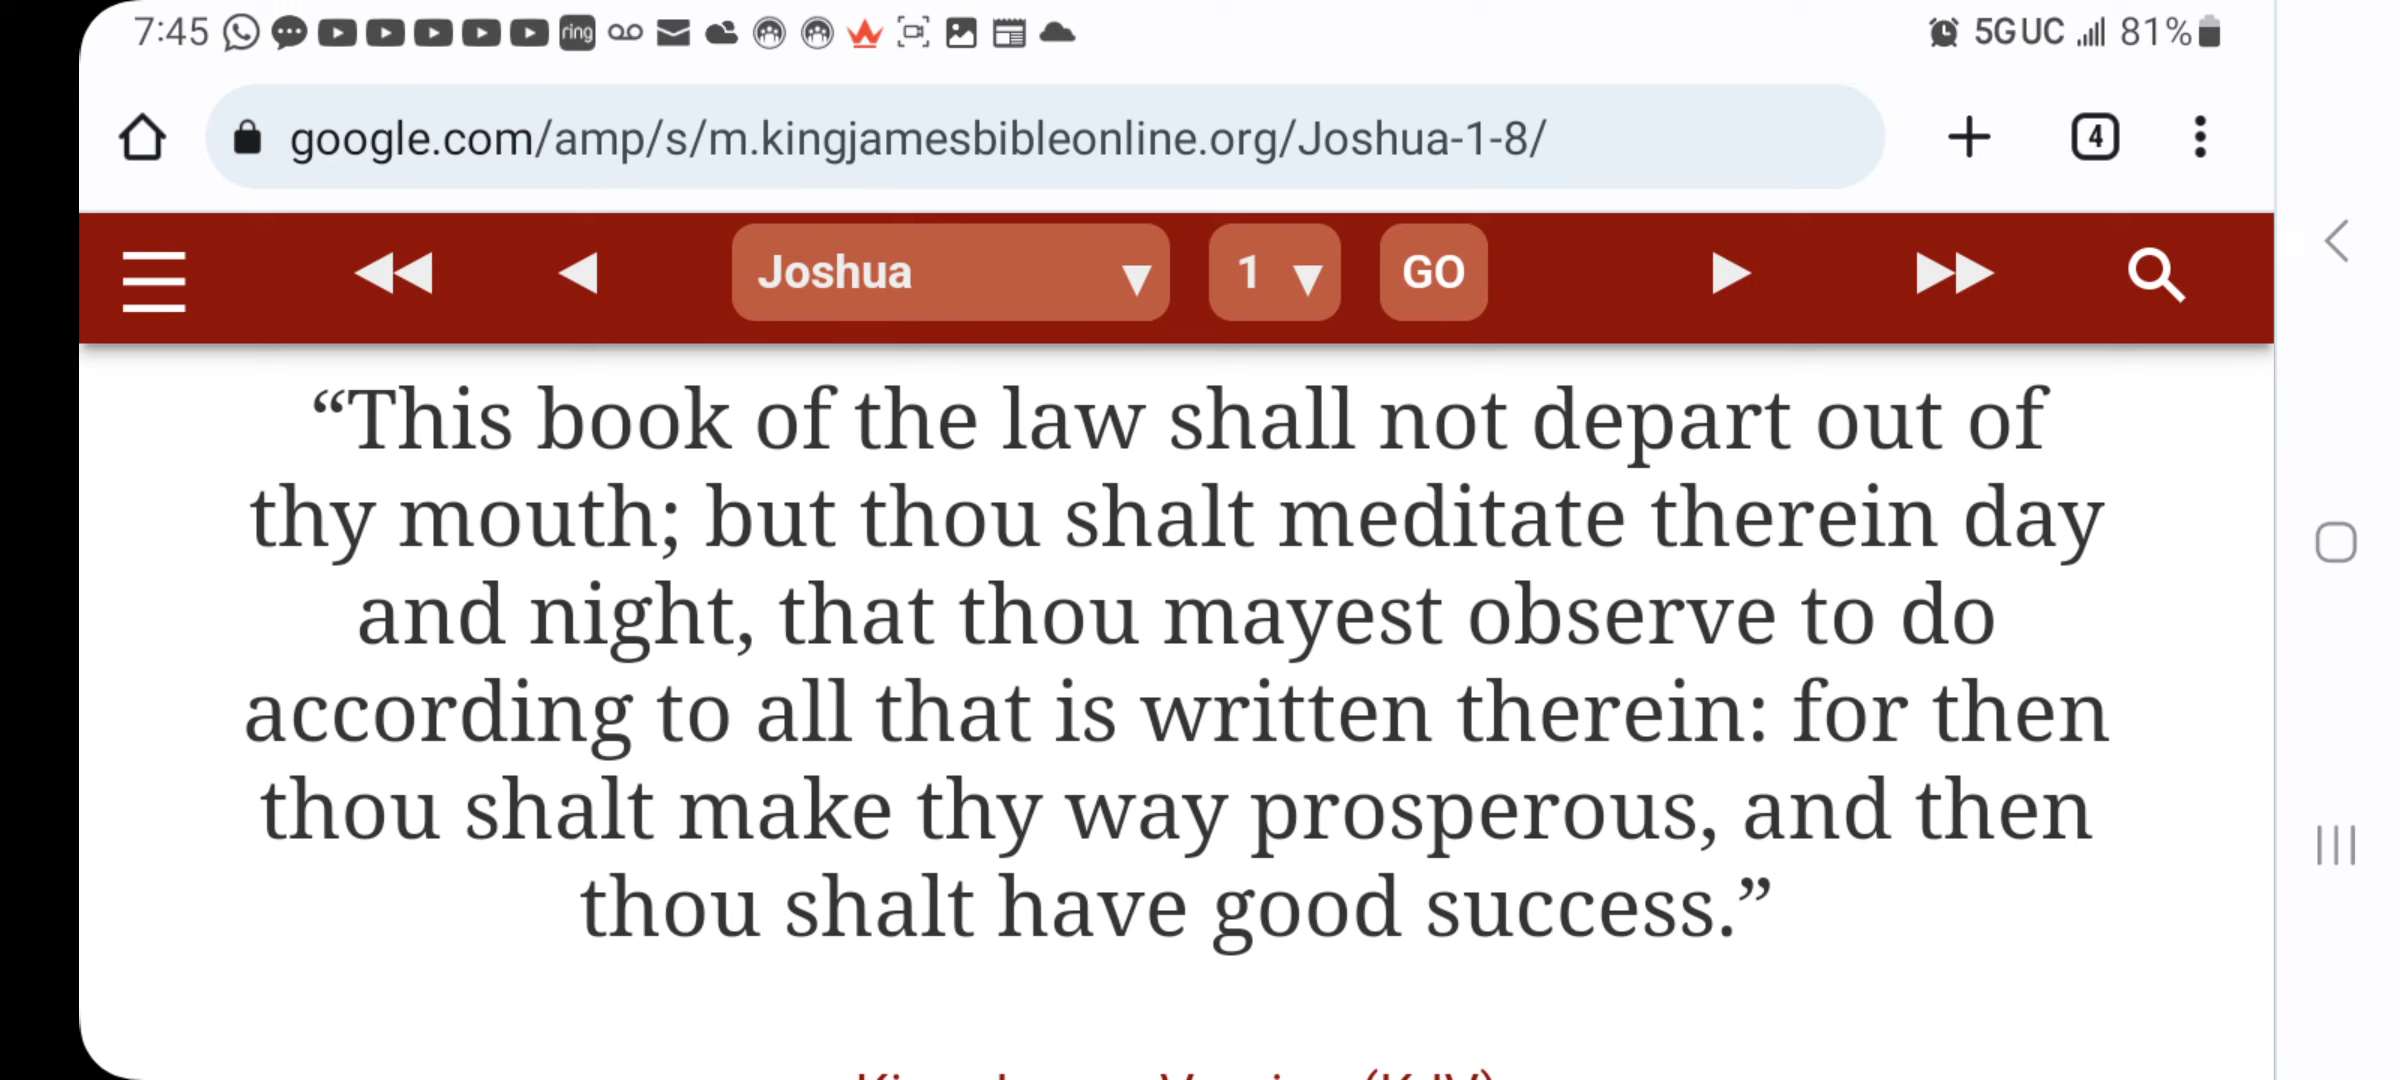 7:45 ring 5G UC 81%
google.com/amp/s/m.kingjamesbibleonline.org/Joshua-1-8/ 4
Joshua 1 GO
“This book of the law shall not depart out of
thy mouth; but thou shalt meditate therein day
and night, that thou mayest observe to do
according to all that is written therein: for then
thou shalt make thy way prosperous, and then
thou shalt have good success.”